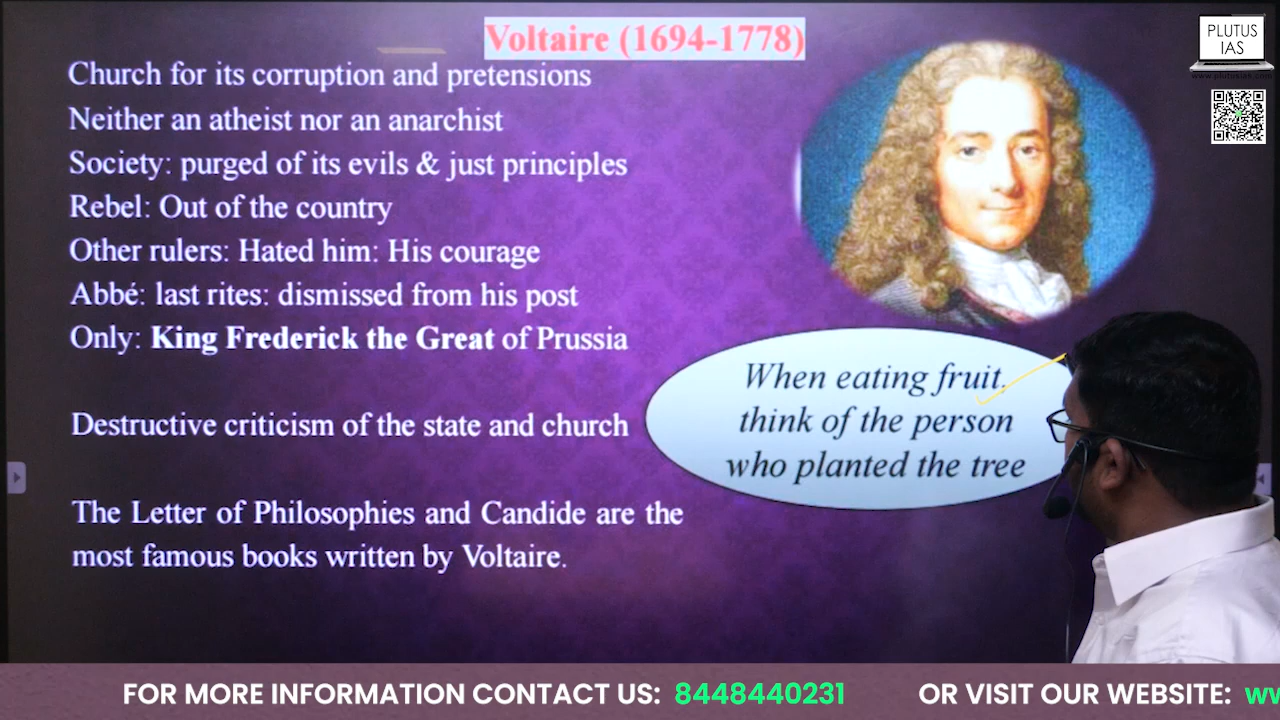 Voltaire (1694-1778)
Church for its corruption and pretensions
Neither an atheist nor an anarchist
Society: purged of its evils & just principles
Rebel: Out of the country
Other rulers: Hated him: His courage
Abbé: last rites: dismissed from his post
Only: King Frederick the Great of Prussia
Destructive criticism of the state and church
The Letter of Philosophies and Candide are the
most famous books written by Voltaire.
When eating fruit.
think of the person
who planted the tree
PLUTUS
IAS
www.plutusias.com
FOR MORE INFORMATION CONTACT US: 8448440231 OR VISIT OUR WEBSITE: ww